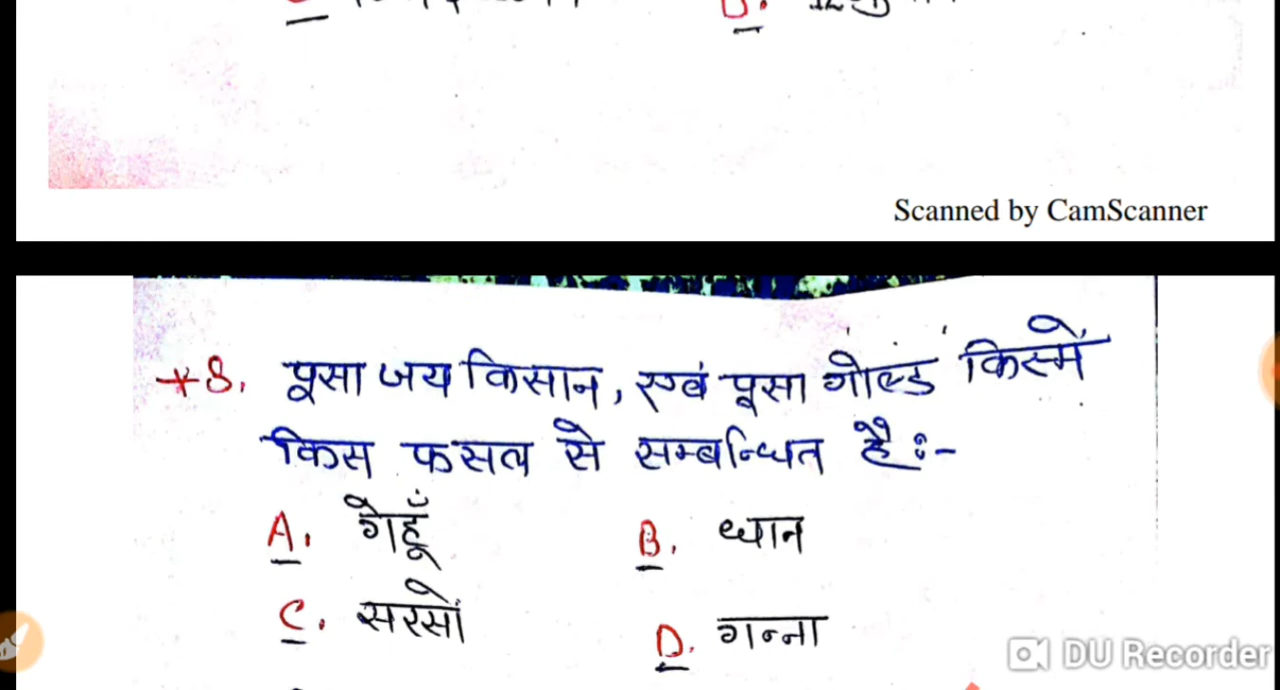 D.
Scanned by CamScanner
*8. पूसा जय किसान, एवं पूसा गोल्ड किस्में
किस फसल से सम्बन्धित है :-
A. गेहूँ
B. धान
C. सरसों
D. गन्ना
DU Recorder